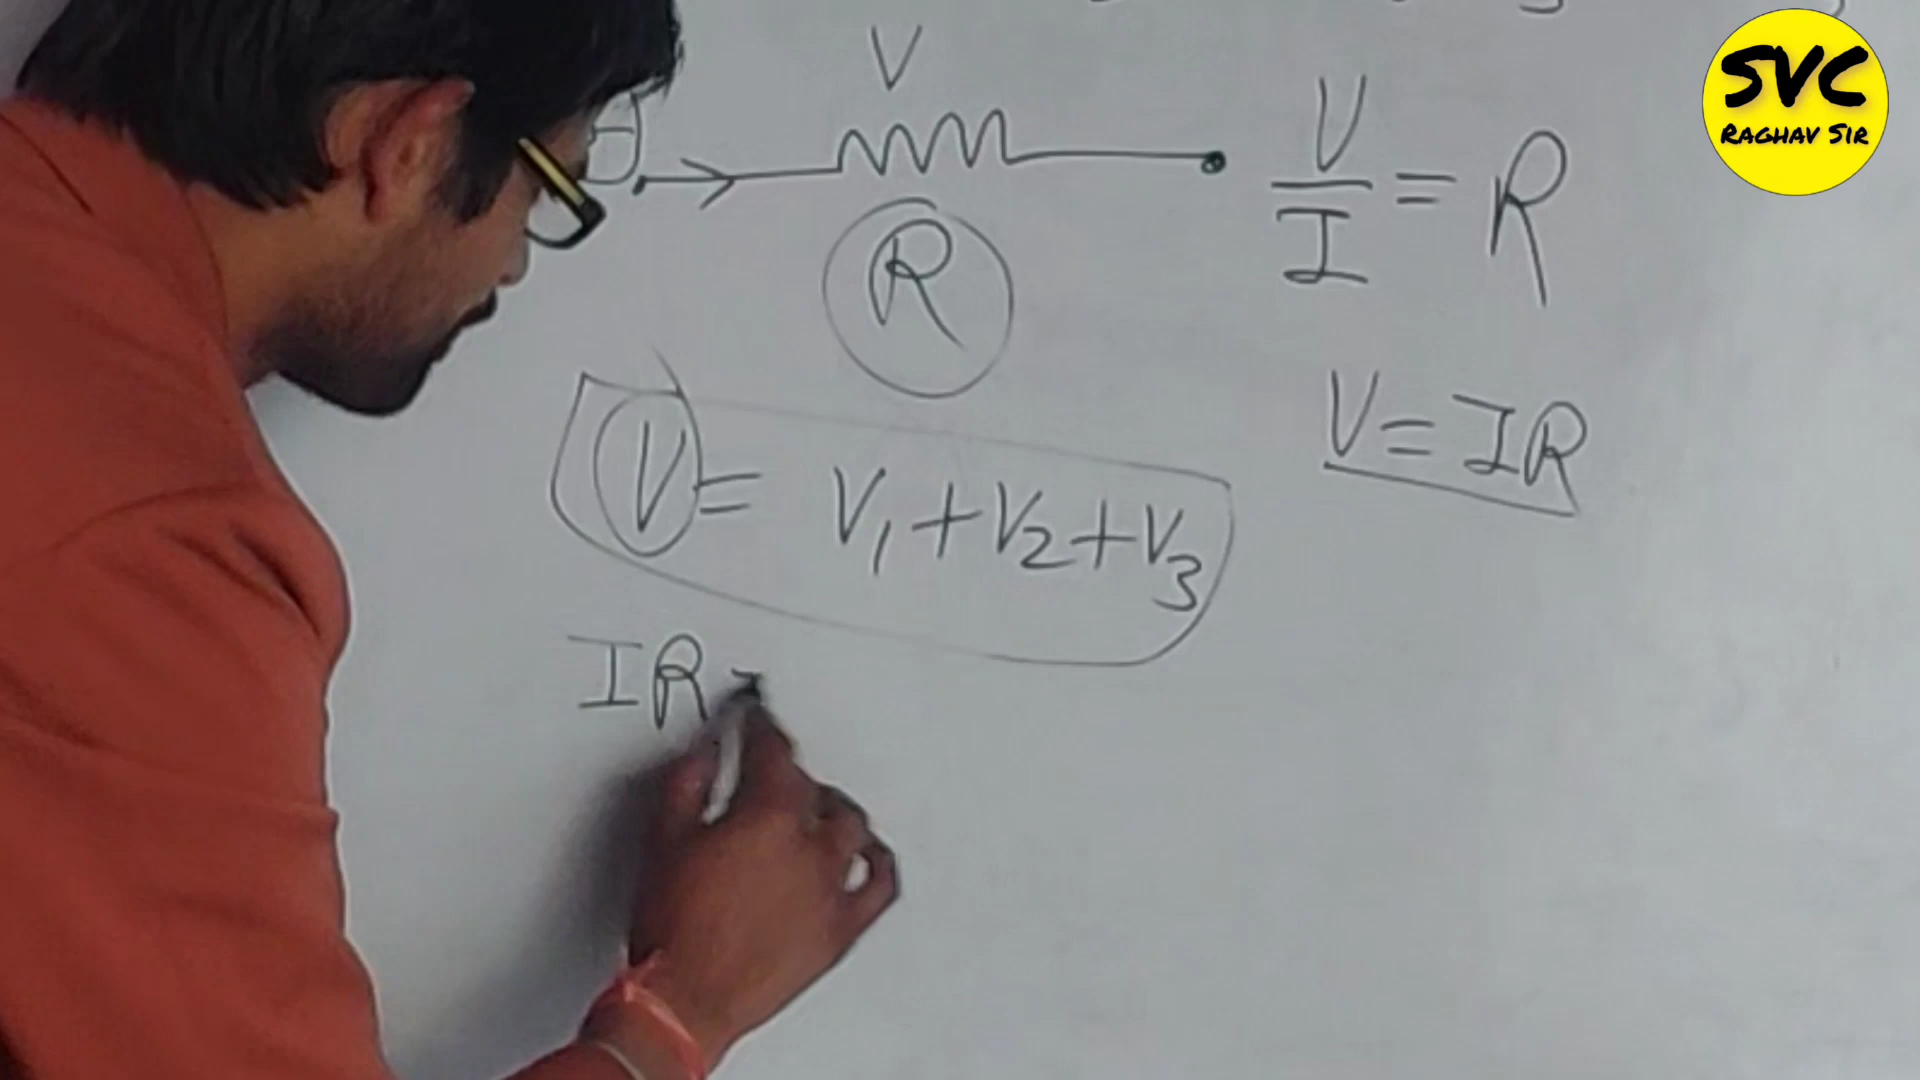 SVC
RAGHAV SIR
V
R
V/I = R
V = IR
V = V₁ + V₂ + V₃
IR =